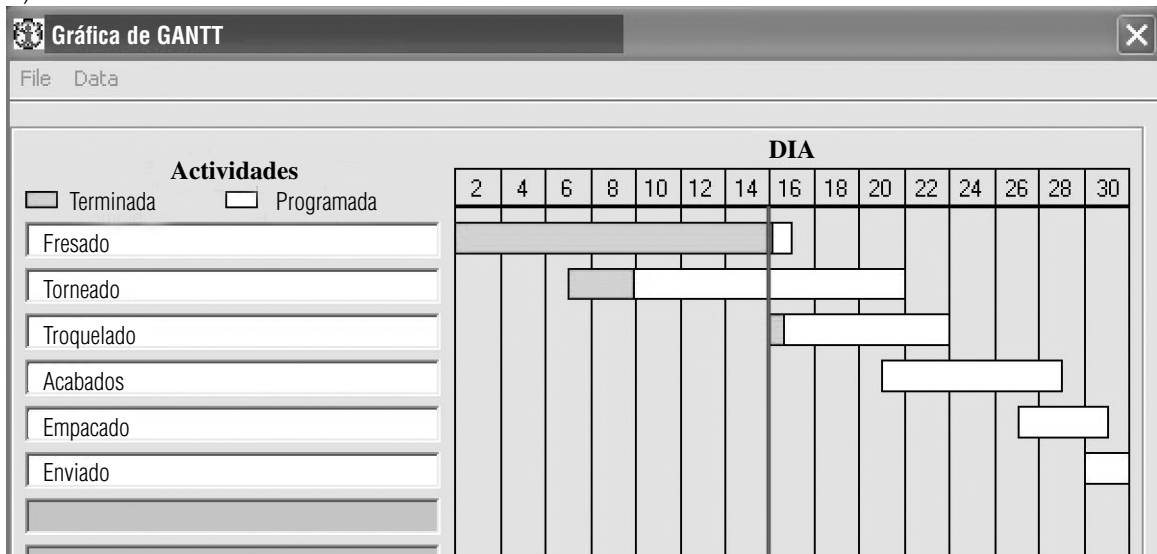 Gráfica de GANTT
File Data
DIA
Actividades
Terminada Programada
2 4 6 8 10 12 14 16 18 20 22 24 26 28 30
Fresado
Torneado
Troquelado
Acabados
Empacado
Enviado